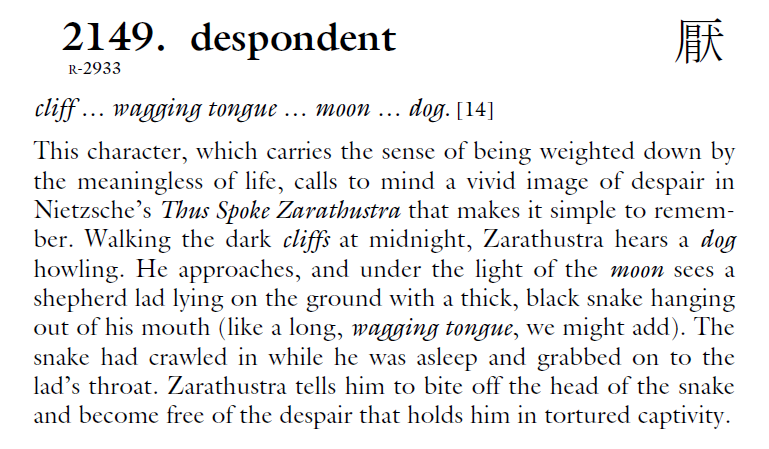 2149. despondent 厭
R-2933
cliff … wagging tongue … moon … dog. [14]
This character, which carries the sense of being weighted down by
the meaningless of life, calls to mind a vivid image of despair in
Nietzsche’s Thus Spoke Zarathustra that makes it simple to remem-
ber. Walking the dark cliffs at midnight, Zarathustra hears a dog
howling. He approaches, and under the light of the moon sees a
shepherd lad lying on the ground with a thick, black snake hanging
out of his mouth (like a long, wagging tongue, we might add). The
snake had crawled in while he was asleep and grabbed on to the
lad’s throat. Zarathustra tells him to bite off the head of the snake
and become free of the despair that holds him in tortured captivity.